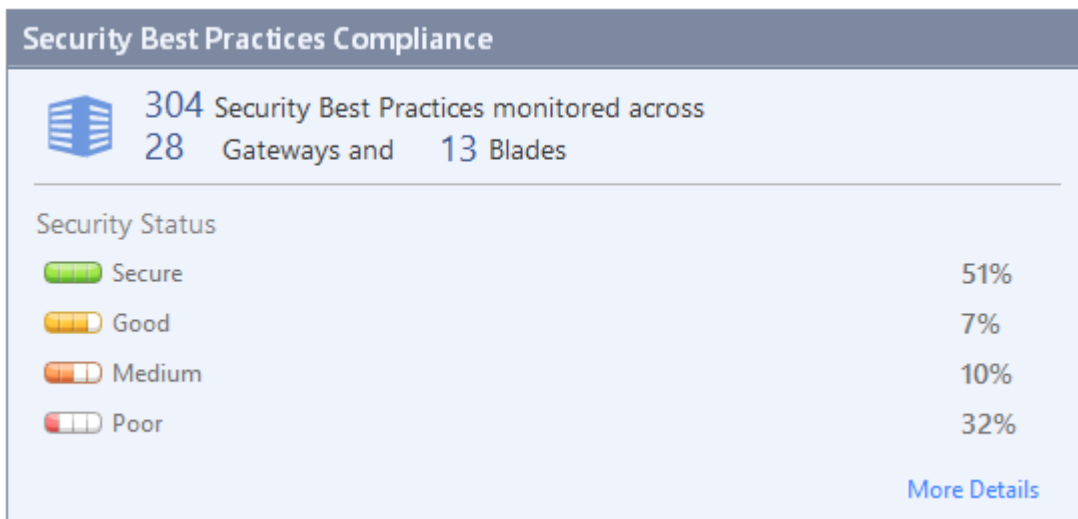 Security Best Practices Compliance
304 Security Best Practices monitored across
28 Gateways and 13 Blades
Security Status
Secure 51%
Good 7%
Medium 10%
Poor 32%
More Details